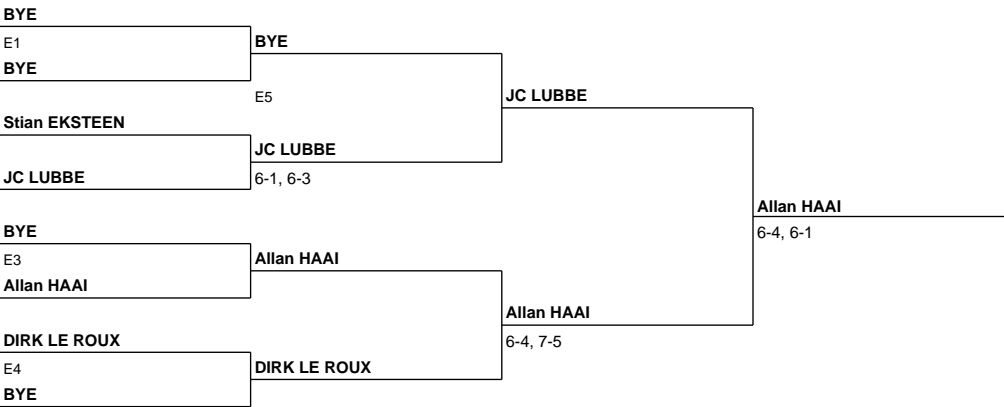 BYE
E1
BYE
BYE
E5
JC LUBBE
Stian EKSTEEN
JC LUBBE
JC LUBBE
6-1, 6-3
Allan HAAI
6-4, 6-1
BYE
E3
Allan HAAI
Allan HAAI
Allan HAAI
6-4, 7-5
DIRK LE ROUX
E4
DIRK LE ROUX
BYE